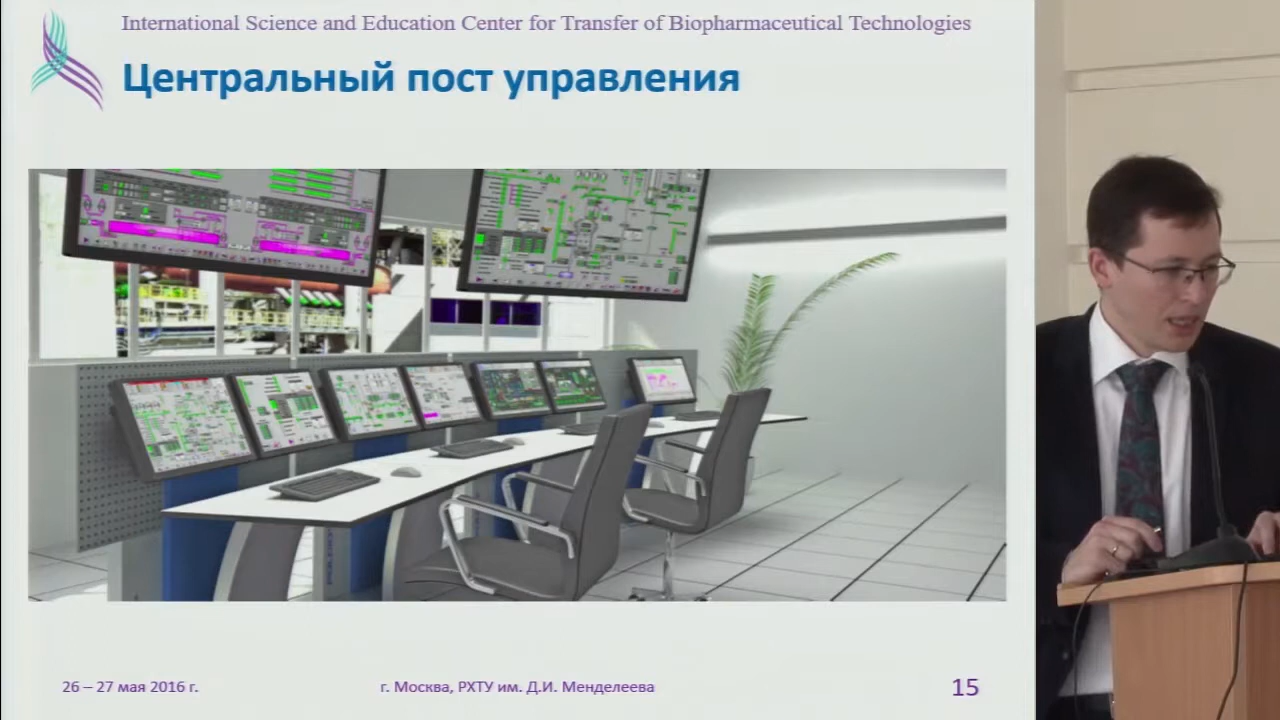 International Science and Education Center for Transfer of Biopharmaceutical Technologies
Центральный пост управления
26 – 27 мая 2016 г.
г. Москва, РХТУ им. Д.И. Менделеева
15